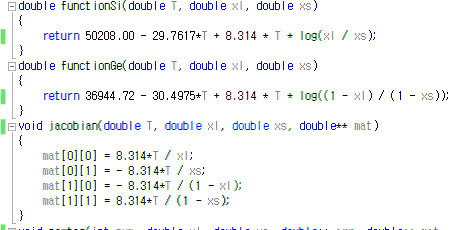 double functionSi(double T, double xl, double xs)
{
return 50208.00 - 29.7617*T + 8.314 * T * log(xl / xs);
}
double functionGe(double T, double xl, double xs)
{
return 36944.72 - 30.4975*T + 8.314 * T * log((1 - xl) / (1 - xs));
}
void jacobian(double T, double xl, double xs, double** mat)
{
mat[0][0] = 8.314*T / xl;
mat[0][1] = - 8.314*T / xs;
mat[1][0] = - 8.314*T / (1 - xl);
mat[1][1] = 8.314*T / (1 - xs);
}